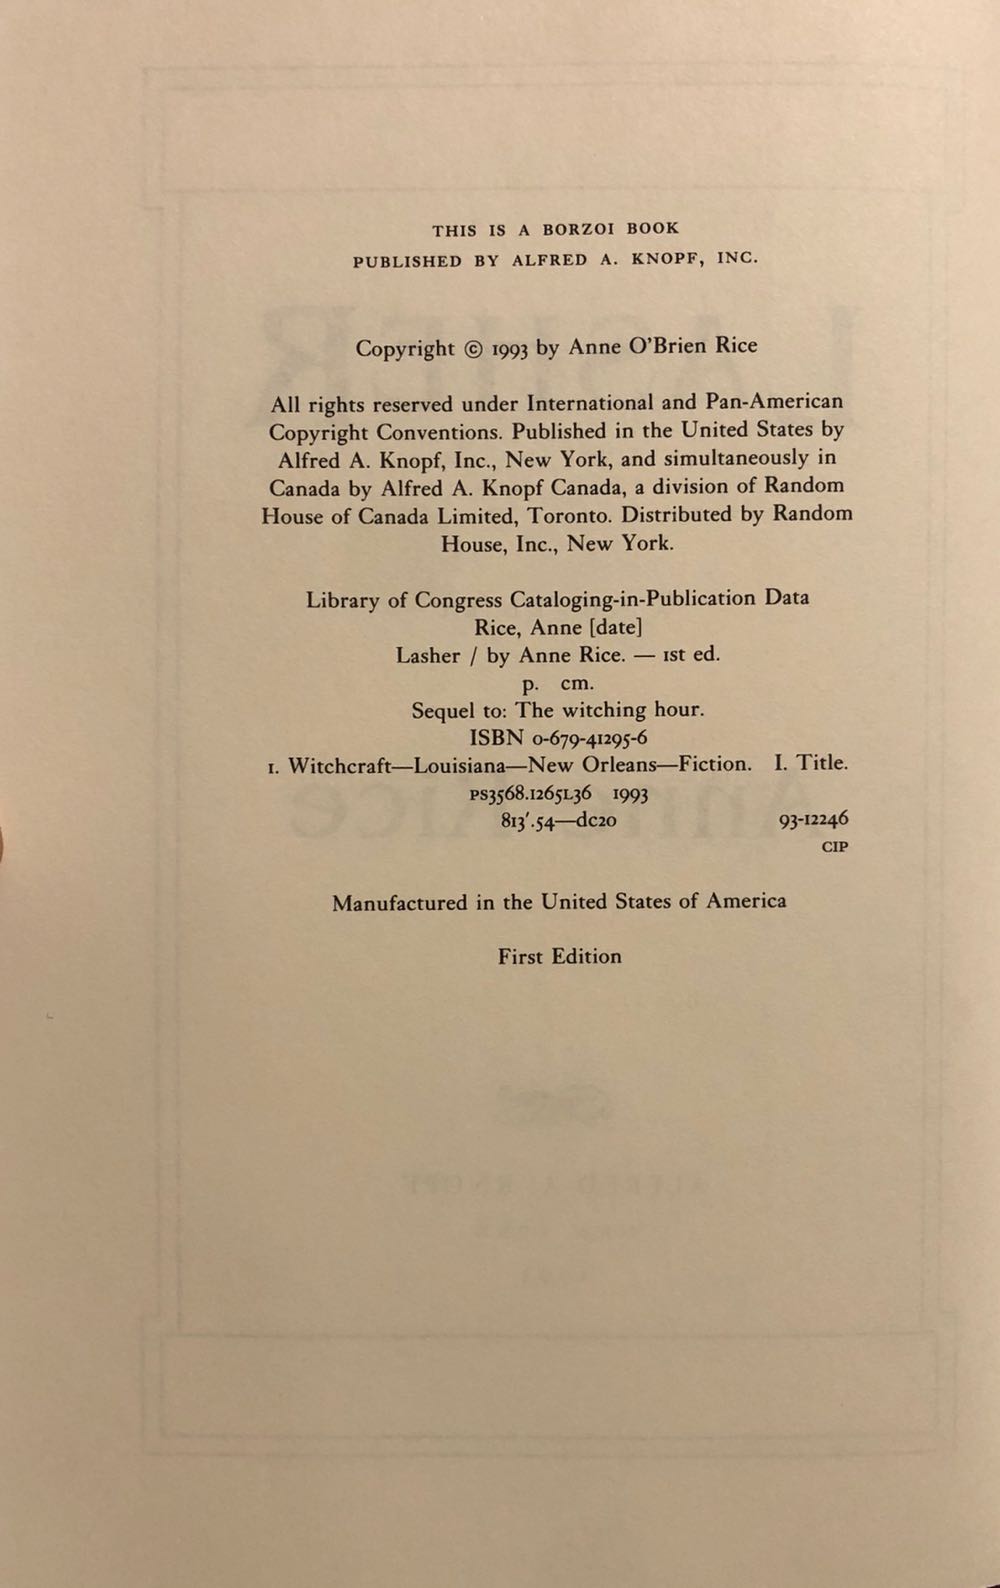 THIS IS A BORZOI BOOK
PUBLISHED BY ALFRED A. KNOPF, INC.
Copyright © 1993 by Anne O'Brien Rice
All rights reserved under International and Pan-American
Copyright Conventions. Published in the United States by
Alfred A. Knopf, Inc., New York, and simultaneously in
Canada by Alfred A. Knopf Canada, a division of Random
House of Canada Limited, Toronto. Distributed by Random
House, Inc., New York.
Library of Congress Cataloging-in-Publication Data
Rice, Anne [date]
Lasher / by Anne Rice. — 1st ed.
p. cm.
Sequel to: The witching hour.
ISBN 0-679-41295-6
1. Witchcraft—Louisiana—New Orleans—Fiction. I. Title.
PS3568.I265L36 1993
813'.54—dc20 93-12246
CIP
Manufactured in the United States of America
First Edition